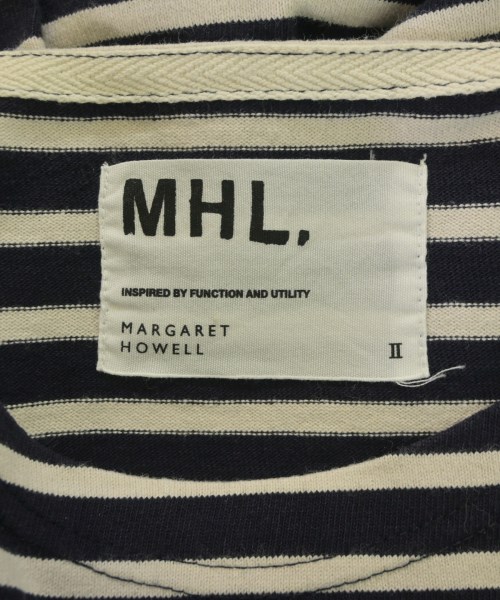 MHL.
INSPIRED BY FUNCTION AND UTILITY
MARGARET
HOWELL
II